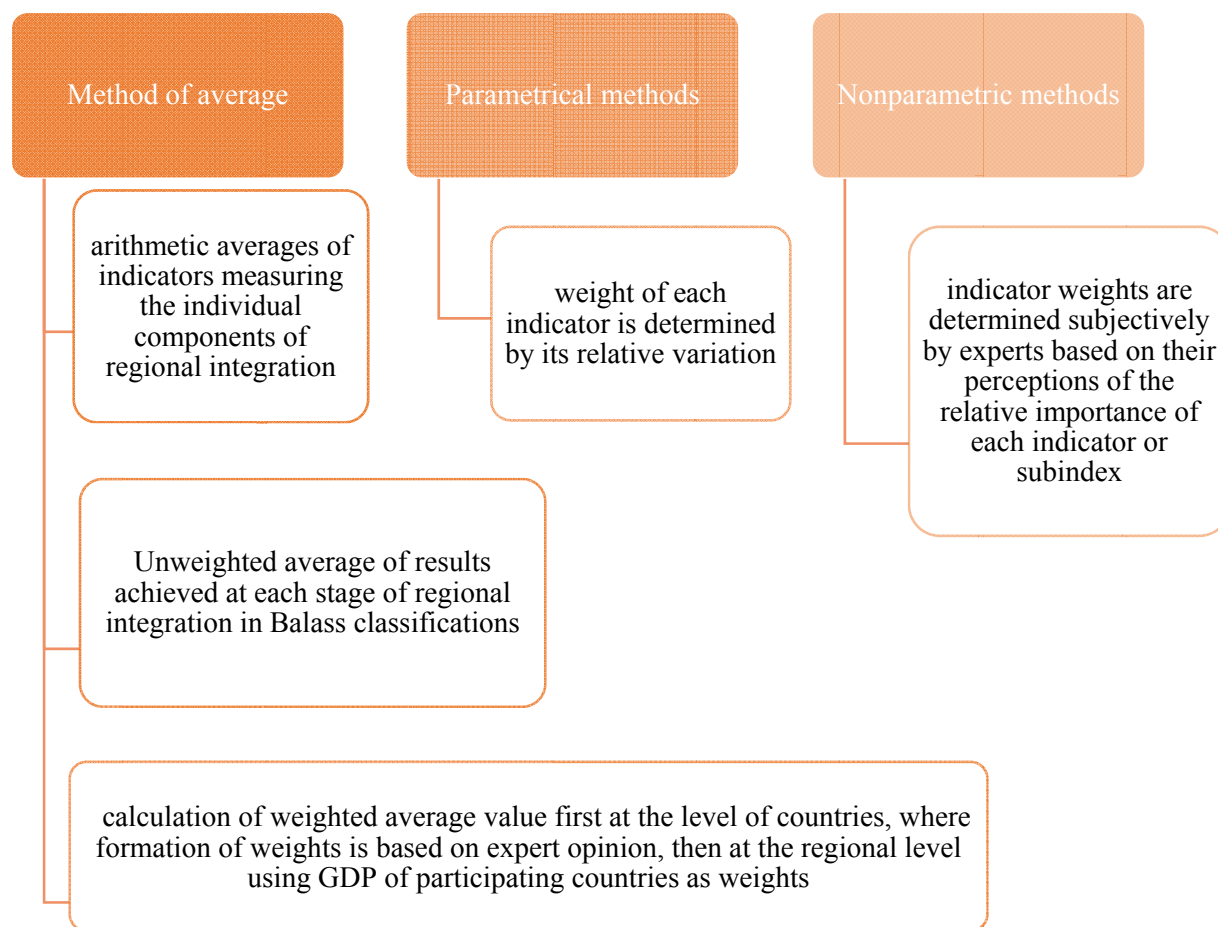 Method of average
arithmetic averages of
indicators measuring
the individual
components of
regional integration
Unweighted average of results
achieved at each stage of regional
integration in Balass classifications
calculation of weighted average value first at the level of countries, where
formation of weights is based on expert opinion, then at the regional level
using GDP of participating countries as weights
Parametrical methods
weight of each
indicator is determined
by its relative variation
Nonparametric methods
indicator weights are
determined subjectively
by experts based on their
perceptions of the
relative importance of
each indicator or
subindex